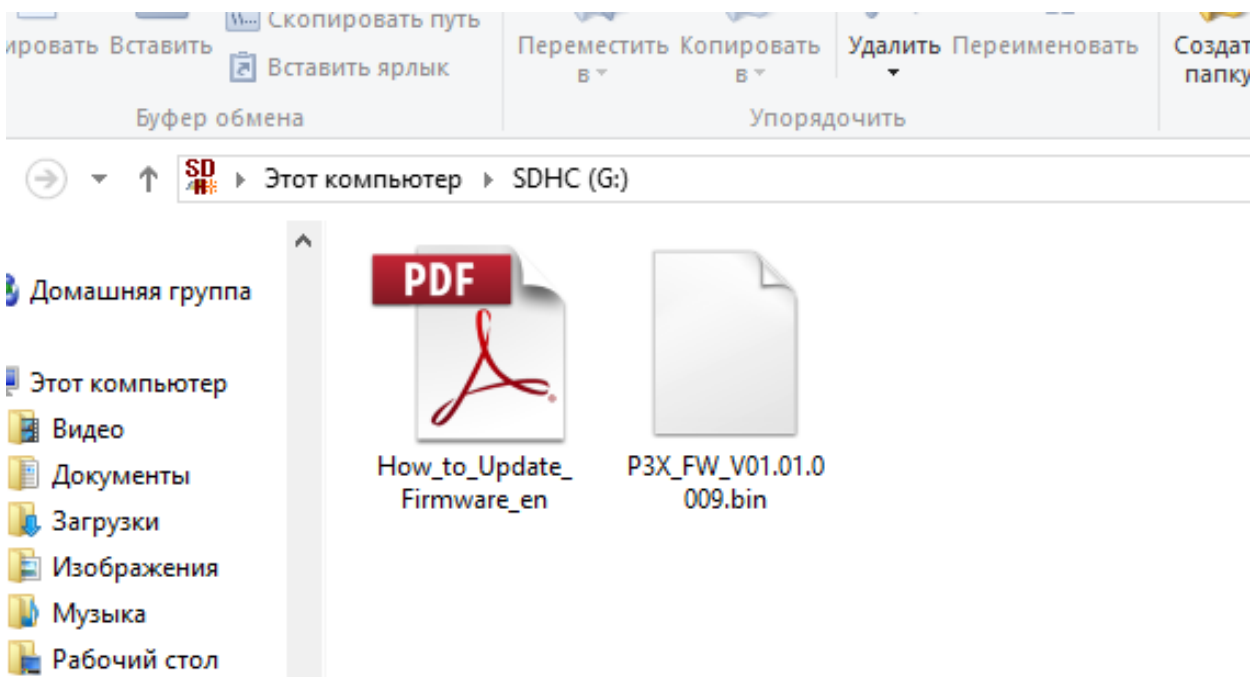 Скопировать путь
ировать Вставить
Вставить ярлык
Переместить Копировать
в в
Удалить Переименовать
Создат
папку
Буфер обмена
Упорядочить
SD
Этот компьютер SDHC (G:)
Домашняя группа
Этот компьютер
Видео
Документы
Загрузки
Изображения
Музыка
Рабочий стол
PDF
How_to_Update_
Firmware_en
P3X_FW_V01.01.0
009.bin